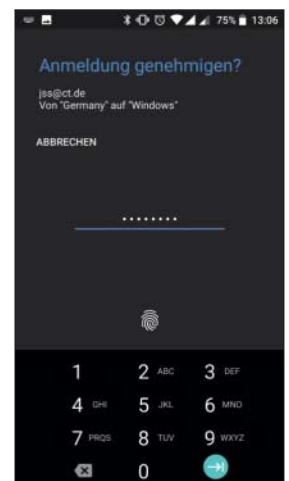 75% 13:06
Anmeldung genehmigen?
jss@ct.de
Von "Germany" auf "Windows"
ABBRECHEN
........
1 2 ABC 3 DEF
4 GHI 5 JKL 6 MNO
7 PRQS 8 TUV 9 WXYZ
0